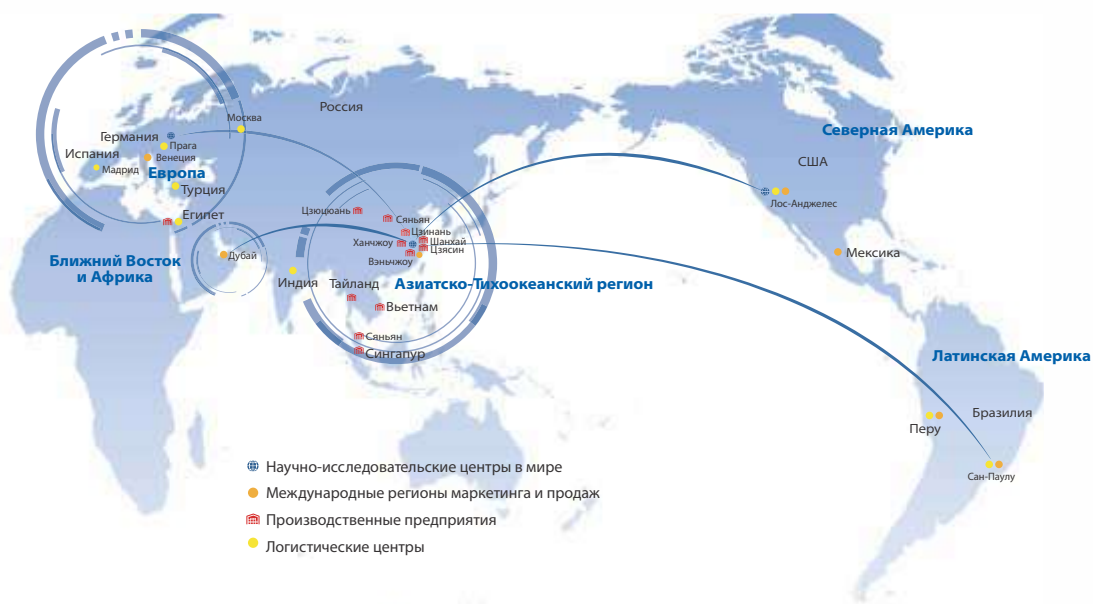 Россия
Москва
Германия
Прага
Испания
Венеция
Мадрид
Европа
Турция
Египет
Ближний Восток
и Африка
Дубай
Индия
Цзюцюань
Сяньян
Цзинань
Ханчжоу
Шанхай
Цзясин
Вэньчжоу
Тайланд
Азиатско-Тихоокеанский регион
Вьетнам
Сяньян
Сингапур
Северная Америка
США
Лос-Анджелес
Мексика
Латинская Америка
Бразилия
Перу
Сан-Паулу
Научно-исследовательские центры в мире
Международные регионы маркетинга и продаж
Производственные предприятия
Логистические центры